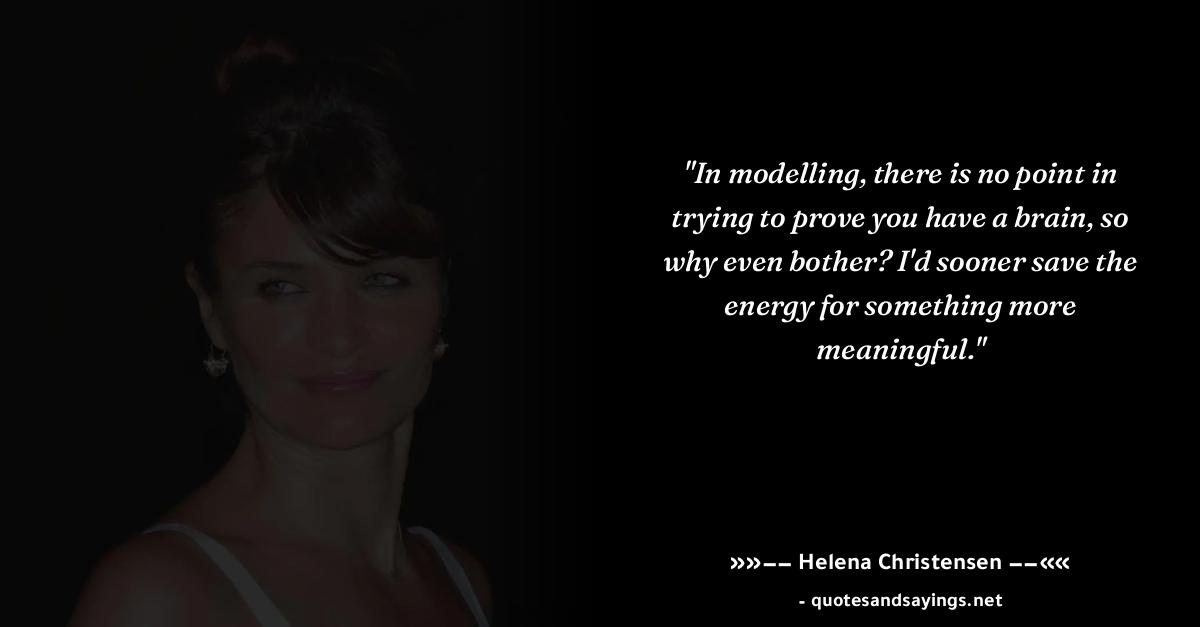 "In modelling, there is no point in
trying to prove you have a brain, so
why even bother? I'd sooner save the
energy for something more
meaningful."
»»–– Helena Christensen ––««
- quotesandsayings.net